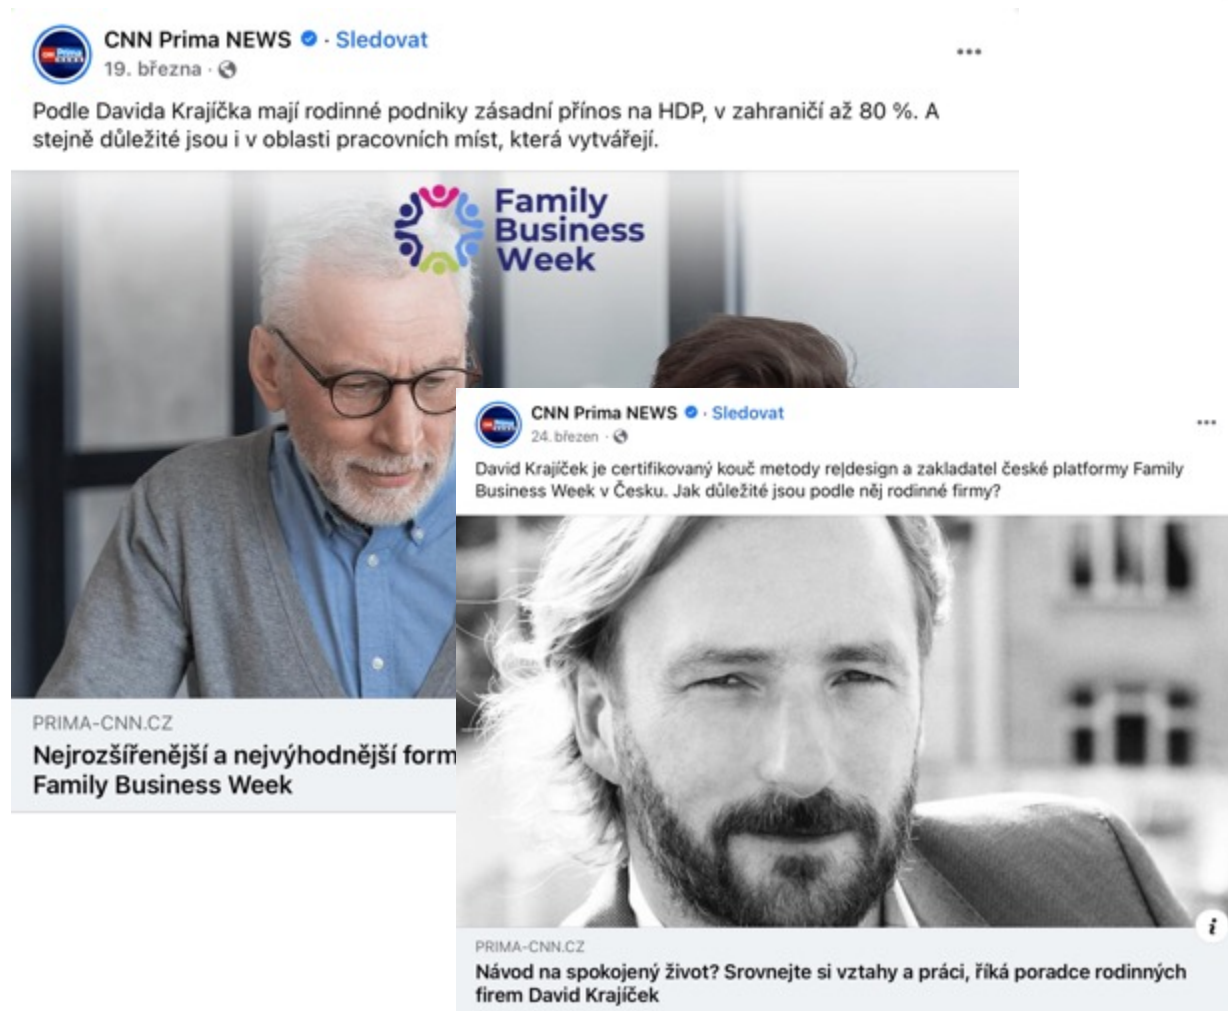 CNN Prima NEWS · Sledovat
19. března ·
Podle Davida Krajíčka mají rodinné podniky zásadní přínos na HDP, v zahraničí až 80 %. A
stejně důležité jsou i v oblasti pracovních míst, která vytvářejí.
Family
Business
Week
PRIMA-CNN.CZ
Nejrozšířenější a nejvýhodnější form
Family Business Week
CNN Prima NEWS · Sledovat
24. březen ·
David Krajíček je certifikovaný kouč metody re|design a zakladatel české platformy Family
Business Week v Česku. Jak důležité jsou podle něj rodinné firmy?
PRIMA-CNN.CZ
Návod na spokojený život? Srovnejte si vztahy a práci, říká poradce rodinných
firem David Krajíček